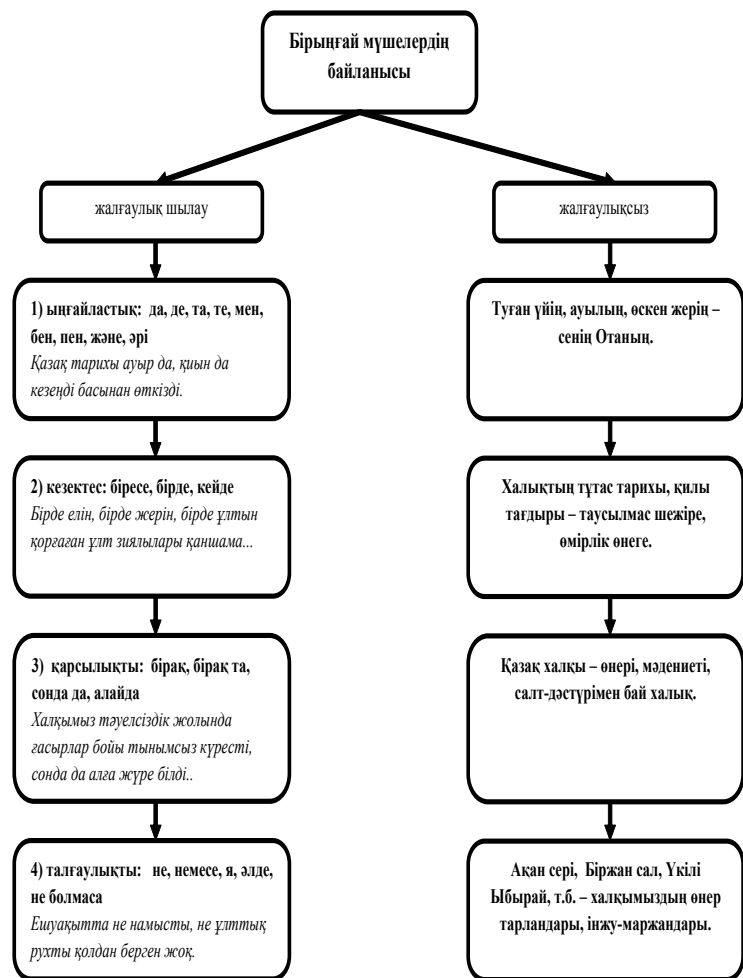 Бірыңғай мүшелердің
байланысы
жалғаулық шылау
1) ыңғайластық: да, де, та, те, мен,
бен, пен, және, әрі
Қазақ тарихы ауыр да, қиын да
кезеңді басынан өткізді.
2) кезектес: біресе, бірде, кейде
Бірде елін, бірде жерін, бірде ұлтын
қорғаған ұлт зиялылары қаншама...
3) қарсылықты: бірақ, бірақ та,
сонда да, алайда
Халқымыз тәуелсіздік жолында
ғасырлар бойы тынымсыз күресті,
сонда да алға жүре білді..
4) талғаулықты: не, немесе, я, әлде,
не болмаса
Ешуақытта не намысты, не ұлттық
рухты қолдан берген жоқ.
жалғаулықсыз
Туған үйің, ауылың, өскен жерің –
сенің Отаның.
Халықтың тұтас тарихы, қилы
тағдыры – таусылмас шежіре,
өмірлік өнеге.
Қазақ халқы – өнері, мәдениеті,
салт-дәстүрімен бай халық.
Ақан сері, Біржан сал, Үкілі
Ыбырай, т.б. – халқымыздың өнер
тарландары, інжу-маржандары.